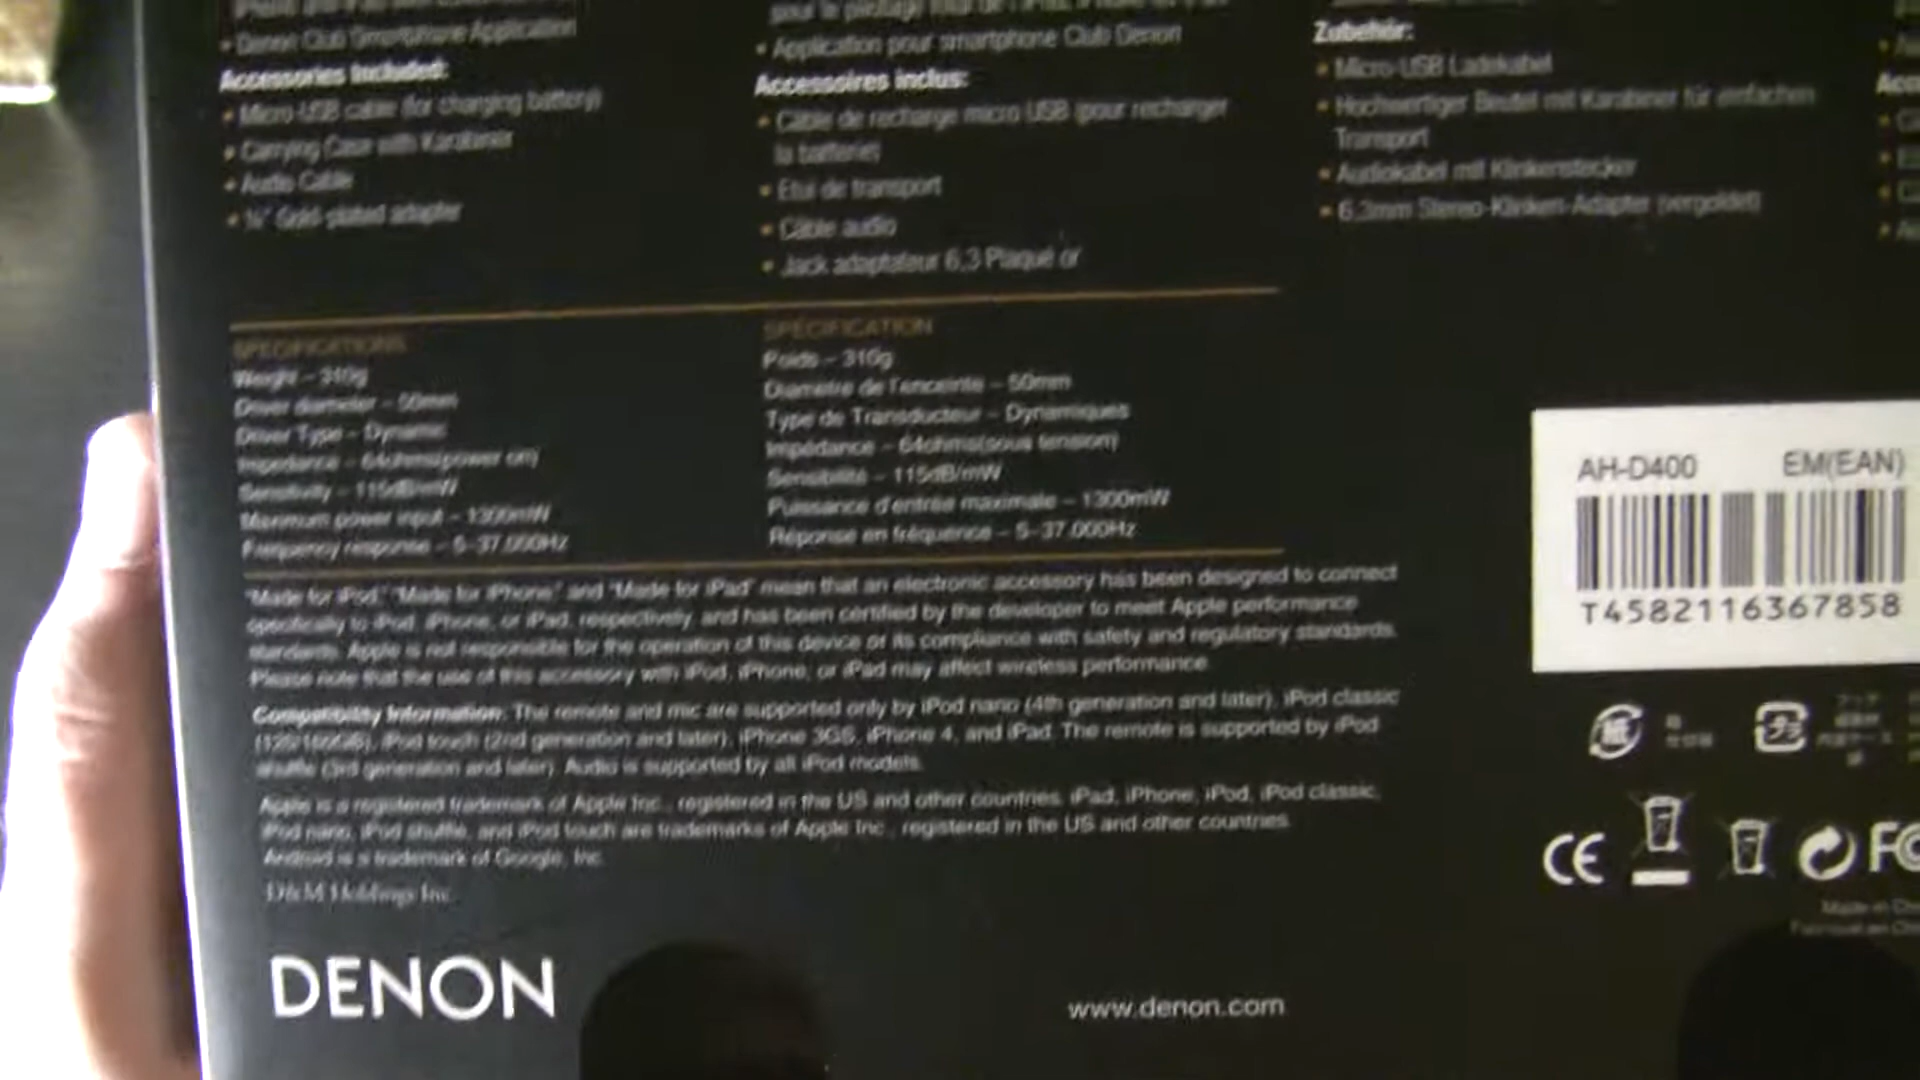 Denon Club Smartphone Application
Accessories Included:
Micro-USB cable (for charging battery)
Carrying Case with Karabiner
Audio Cable
¼" Gold-plated adapter
SPECIFICATIONS
Weight – 310g
Driver diameter – 50mm
Driver Type – Dynamic
Impedance – 64ohms(power on)
Sensitivity – 115dB/mW
Maximum power input – 1300mW
Frequency response – 5-37.000Hz
Application pour smartphone Club Denon
Accessoires inclus:
Câble de recharge micro USB (pour recharger
la batterie)
Etui de transport
Câble audio
Jack adaptateur 6,3 Plaqué or
SPÉCIFICATION
Poids – 310g
Diamètre de l'enceinte – 50mm
Type de Transducteur – Dynamiques
Impédance – 64ohms(sous tension)
Sensibilité – 115dB/mW
Puissance d'entrée maximale – 1300mW
Réponse en fréquence – 5-37.000Hz
Zubehör:
Micro-USB Ladekabel
Hochwertiger Beutel mit Karabiner für einfachen
Transport
Audiokabel mit Klinkenstecker
6.3mm Stereo-Klinken-Adapter (vergoldet)
"Made for iPod," "Made for iPhone," and "Made for iPad" mean that an electronic accessory has been designed to connect
specifically to iPod, iPhone, or iPad, respectively, and has been certified by the developer to meet Apple performance
standards. Apple is not responsible for the operation of this device or its compliance with safety and regulatory standards.
Please note that the use of this accessory with iPod, iPhone, or iPad may affect wireless performance
Compatibility Information: The remote and mic are supported only by iPod nano (4th generation and later), iPod classic
(120/160GB), iPod touch (2nd generation and later), iPhone 3GS, iPhone 4, and iPad. The remote is supported by iPod
shuffle (3rd generation and later). Audio is supported by all iPod models.
Apple is a registered trademark of Apple Inc., registered in the US and other countries. iPad, iPhone, iPod, iPod classic,
iPod nano, iPod shuffle, and iPod touch are trademarks of Apple Inc., registered in the US and other countries.
Android is a trademark of Google, Inc.
D&M Holdings Inc.
AH-D400 EM(EAN)
T4582116367858
CE FC
Made in
DENON
www.denon.com